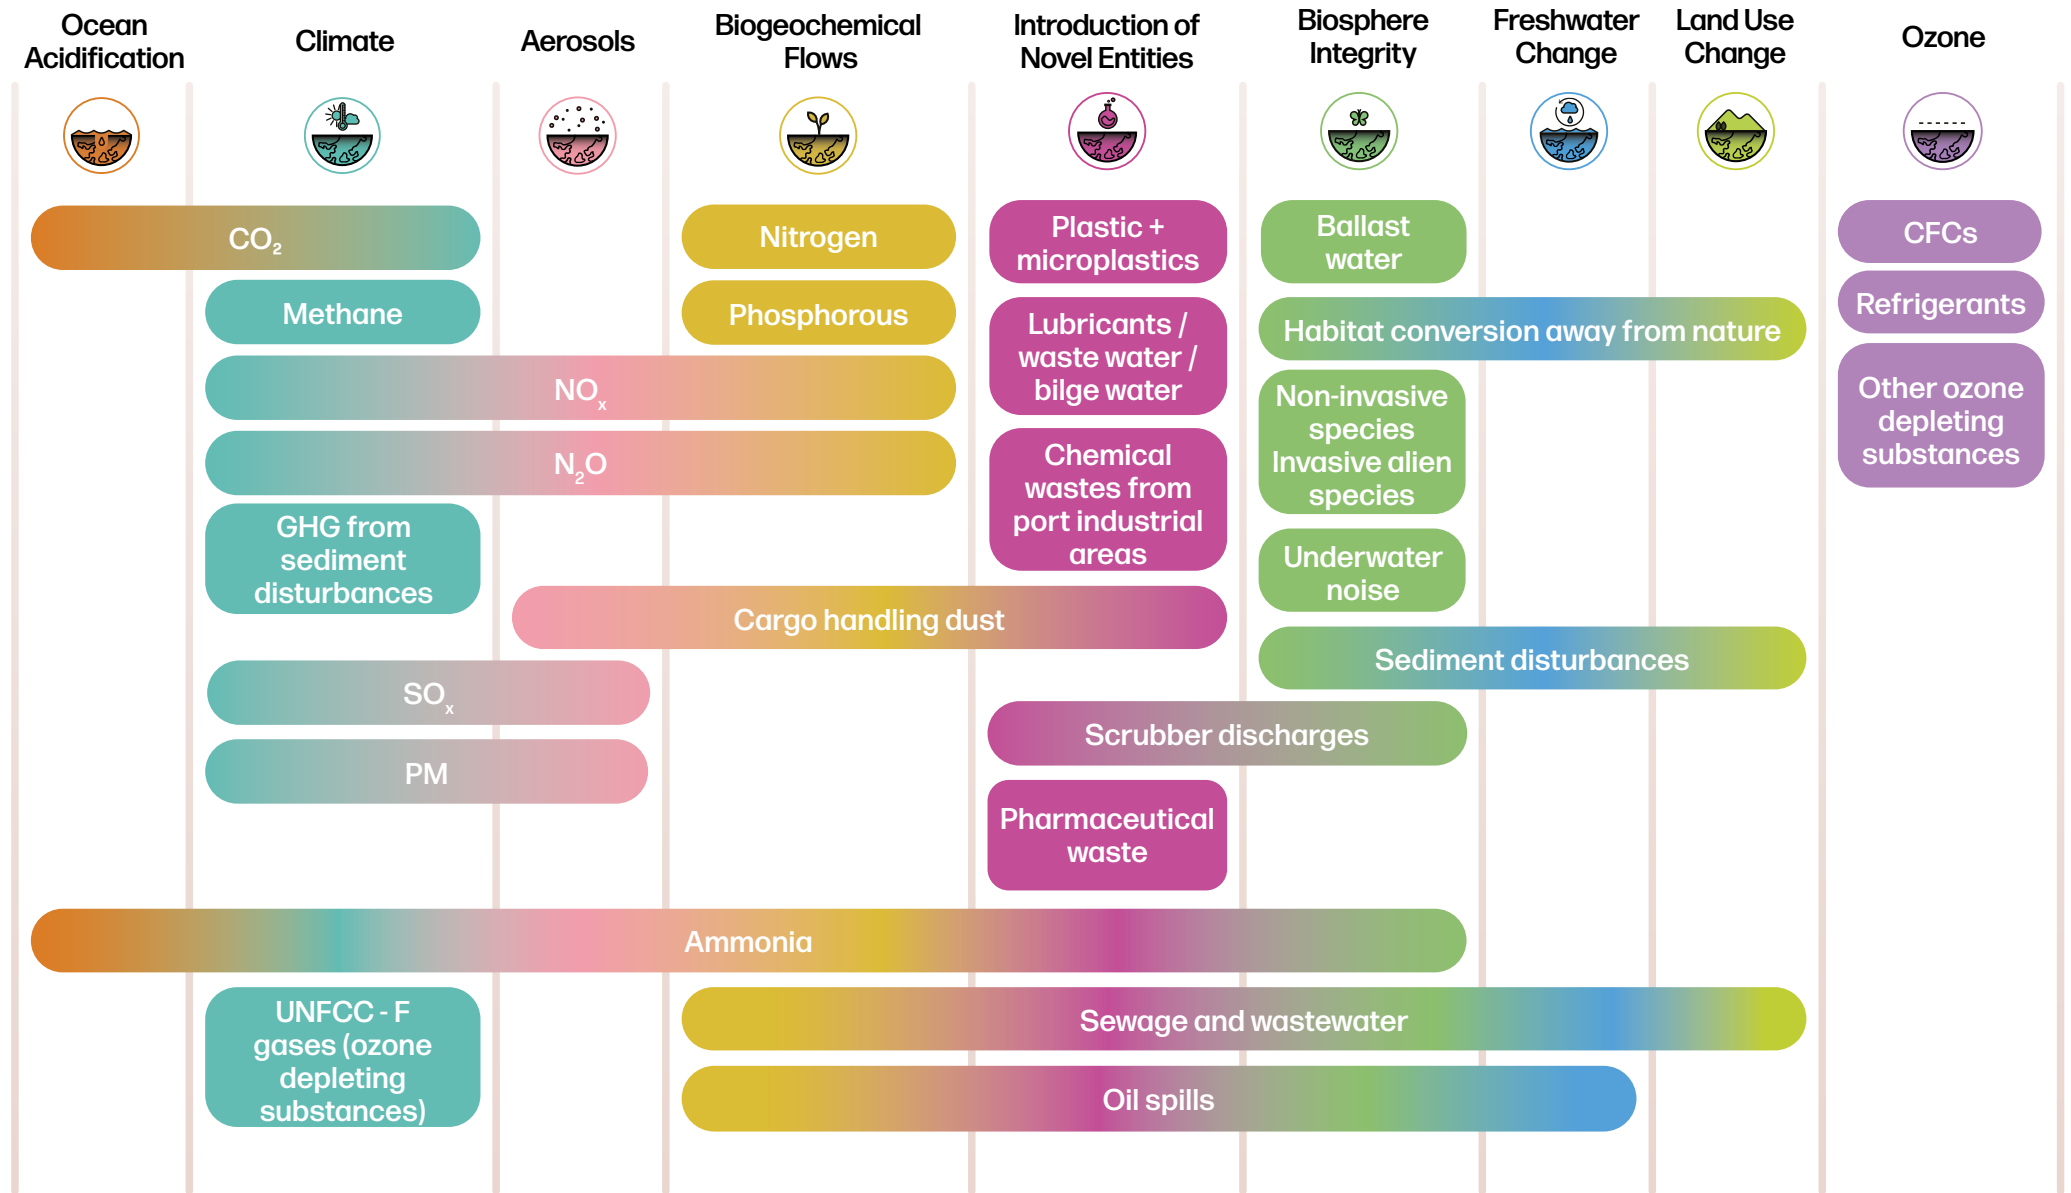 Ocean
Acidification
Climate
Aerosols
Biogeochemical
Flows
Introduction of
Novel Entities
Biosphere
Integrity
Freshwater
Change
Land Use
Change
Ozone
CO₂
Nitrogen
Plastic +
microplastics
Ballast
water
CFCs
Methane
Phosphorous
Lubricants /
waste water /
bilge water
Habitat conversion away from nature
Refrigerants
NOₓ
Non-invasive
species
Invasive alien
species
Other ozone
depleting
substances
N₂O
Chemical
wastes from
port industrial
areas
GHG from
sediment
disturbances
Underwater
noise
Cargo handling dust
Sediment disturbances
SOₓ
Scrubber discharges
PM
Pharmaceutical
waste
Ammonia
UNFCC - F
gases (ozone
depleting
substances)
Sewage and wastewater
Oil spills